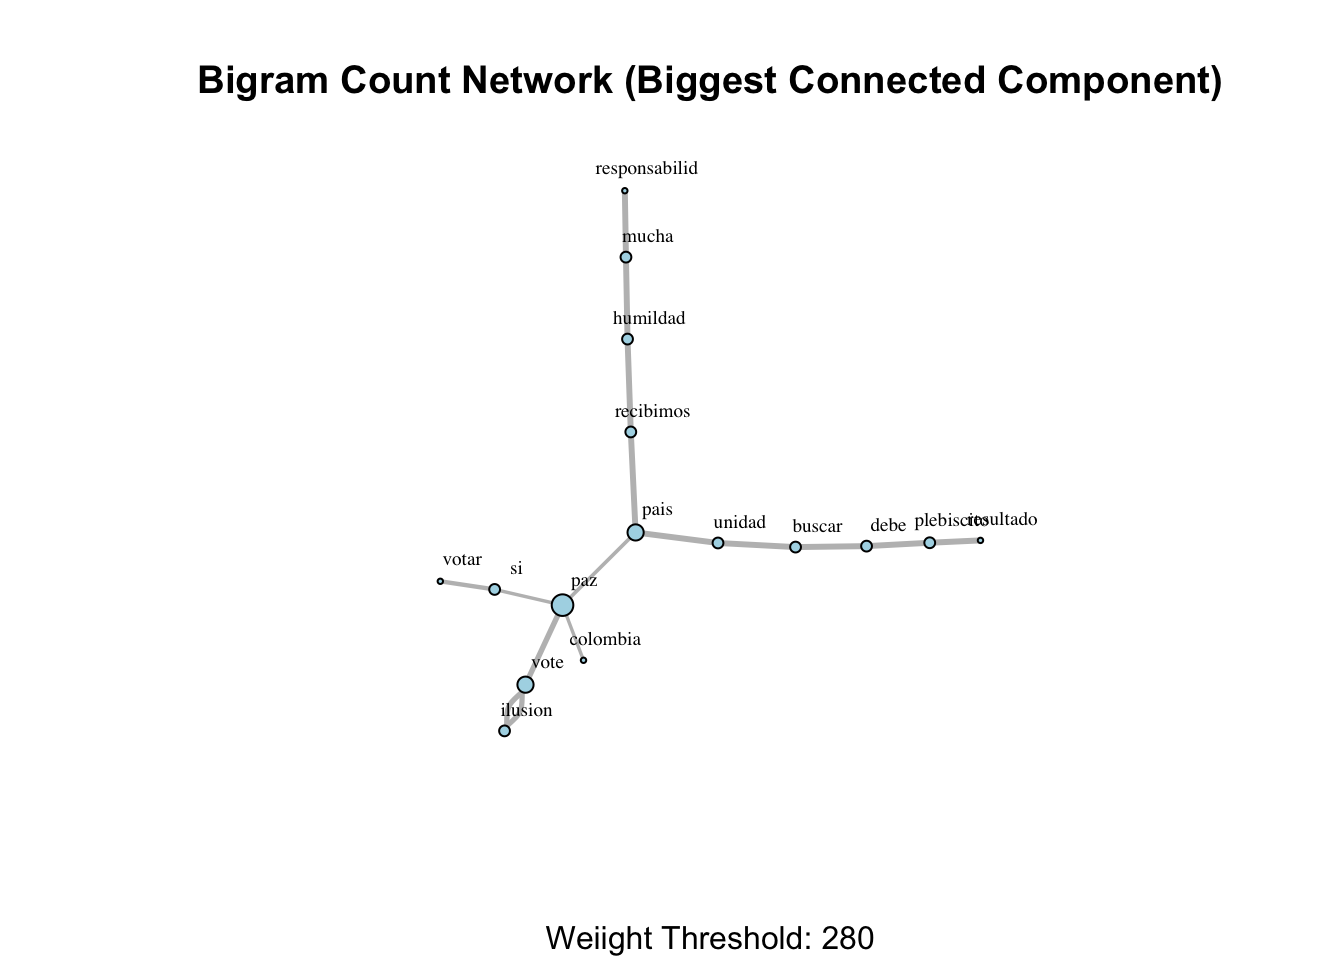 Bigram Count Network (Biggest Connected Component)
responsabilid
mucha
humildad
recibimos
pais
unidad
buscar
debe
plebiscito
resultado
votar
si
paz
colombia
vote
ilusion
Weiight Threshold: 280